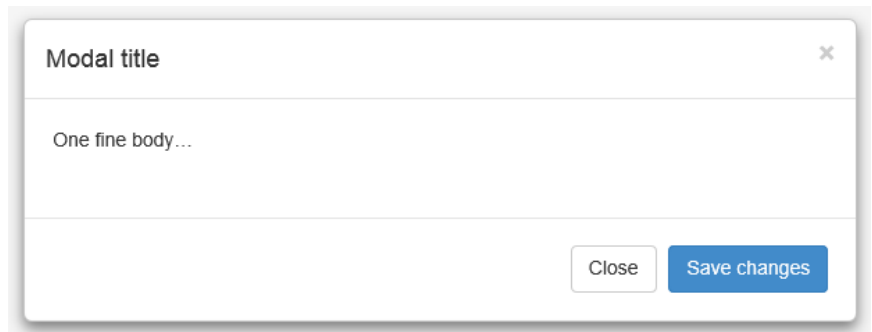 Modal title ×
One fine body…
Close Save changes